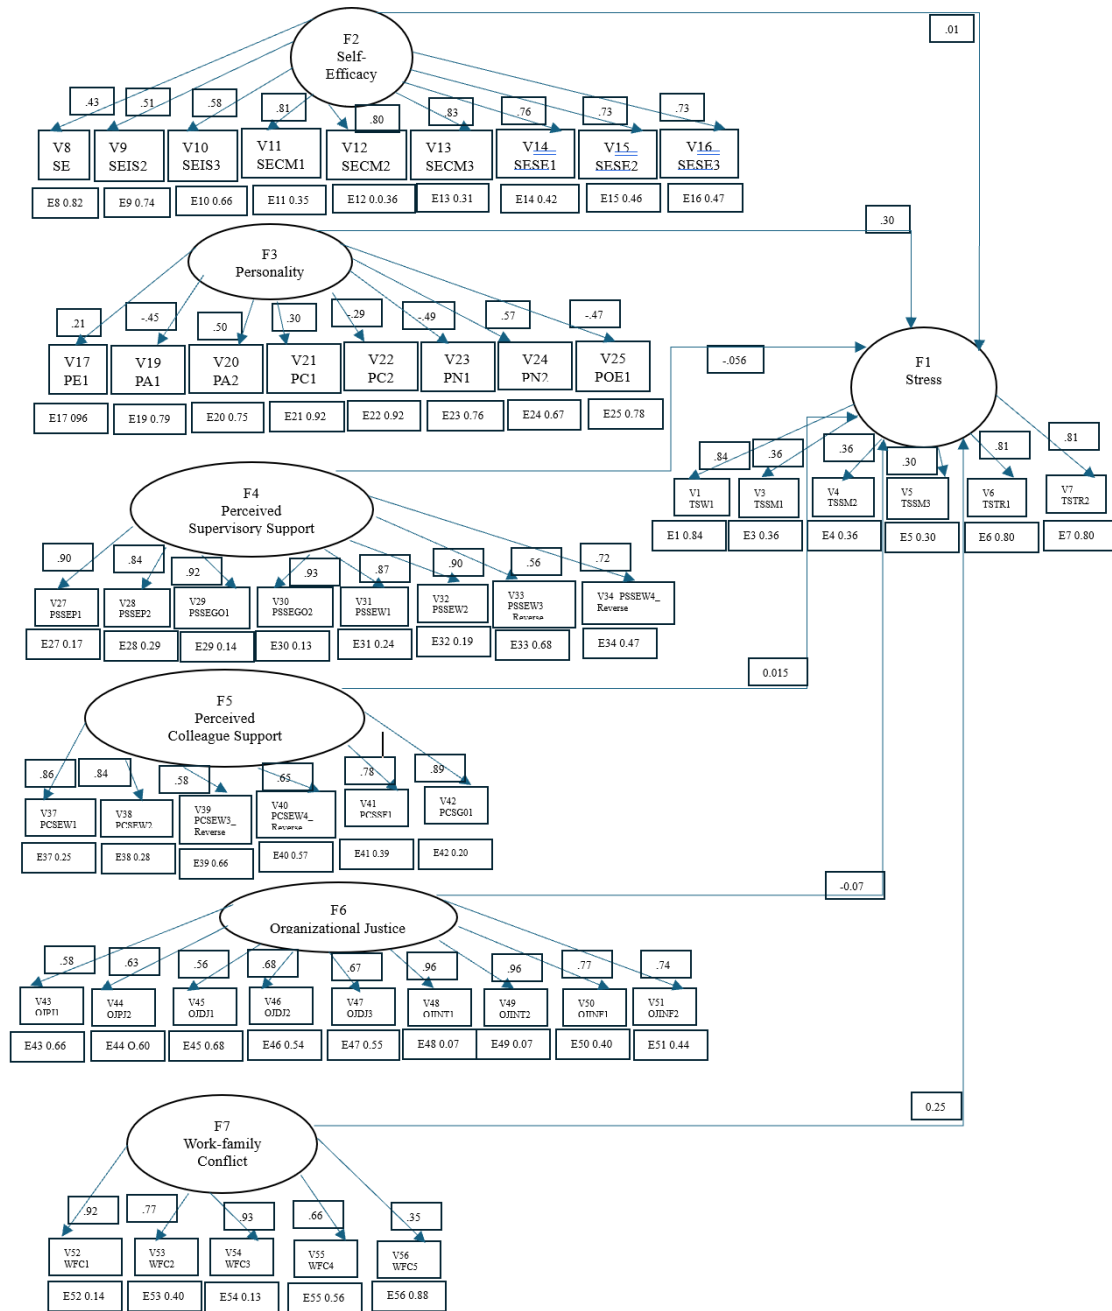 .01
F2
Self-
Efficacy
.43
.51
.58
.81
.80
.83
.76
.73
.73
V8
SE
V9
SEIS2
V10
SEIS3
V11
SECM1
V12
SECM2
V13
SECM3
V14
SESE1
V15
SESE2
V16
SESE3
E8 0.82
E9 0.74
E10 0.66
E11 0.35
E12 0.0.36
E13 0.31
E14 0.42
E15 0.46
E16 0.47
.30
F3
Personality
.21
-.45
.50
.30
-.29
-.49
.57
-.47
V17
PE1
V19
PA1
V20
PA2
V21
PC1
V22
PC2
V23
PN1
V24
PN2
V25
POE1
E17 096
E19 0.79
E20 0.75
E21 0.92
E22 0.92
E23 0.76
E24 0.67
E25 0.78
-.056
F1
Stress
.84
.36
.36
.30
.81
.81
V1
TSW1
V3
TSSM1
V4
TSSM2
V5
TSSM3
V6
TSTR1
V7
TSTR2
E1 0.84
E3 0.36
E4 0.36
E5 0.30
E6 0.80
E7 0.80
F4
Perceived
Supervisory Support
.90
.84
.92
.93
.87
.90
.56
.72
V27
PSSEP1
V28
PSSEP2
V29
PSSEGO1
V30
PSSEGO2
V31
PSSEW1
V32
PSSEW2
V33
PSSEW3
_Reverse
V34 PSSEW4_
Reverse
E27 0.17
E28 0.29
E29 0.14
E30 0.13
E31 0.24
E32 0.19
E33 0.68
E34 0.47
0.015
F5
Perceived
Colleague Support
.86
.84
.58
.65
.78
.89
V37
PCSEW1
V38
PCSEW2
V39
PCSEW3_
Reverse
V40
PCSEW4_
Reverse
V41
PCSSE1
V42
PCSG01
E37 0.25
E38 0.28
E39 0.66
E40 0.57
E41 0.39
E42 0.20
-0.07
F6
Organizational Justice
.58
.63
.56
.68
.67
.96
.96
.77
.74
V43
OJPJ1
V44
OJPJ2
V45
OJDJ1
V46
OJDJ2
V47
OJDJ3
V48
OJINT1
V49
OJINT2
V50
OJINF1
V51
OJINF2
E43 0.66
E44 O.60
E45 0.68
E46 0.54
E47 0.55
E48 0.07
E49 0.07
E50 0.40
E51 0.44
0.25
F7
Work-family
Conflict
.92
.77
.93
.66
.35
V52
WFC1
V53
WFC2
V54
WFC3
V55
WFC4
V56
WFC5
E52 0.14
E53 0.40
E54 0.13
E55 0.56
E56 0.88